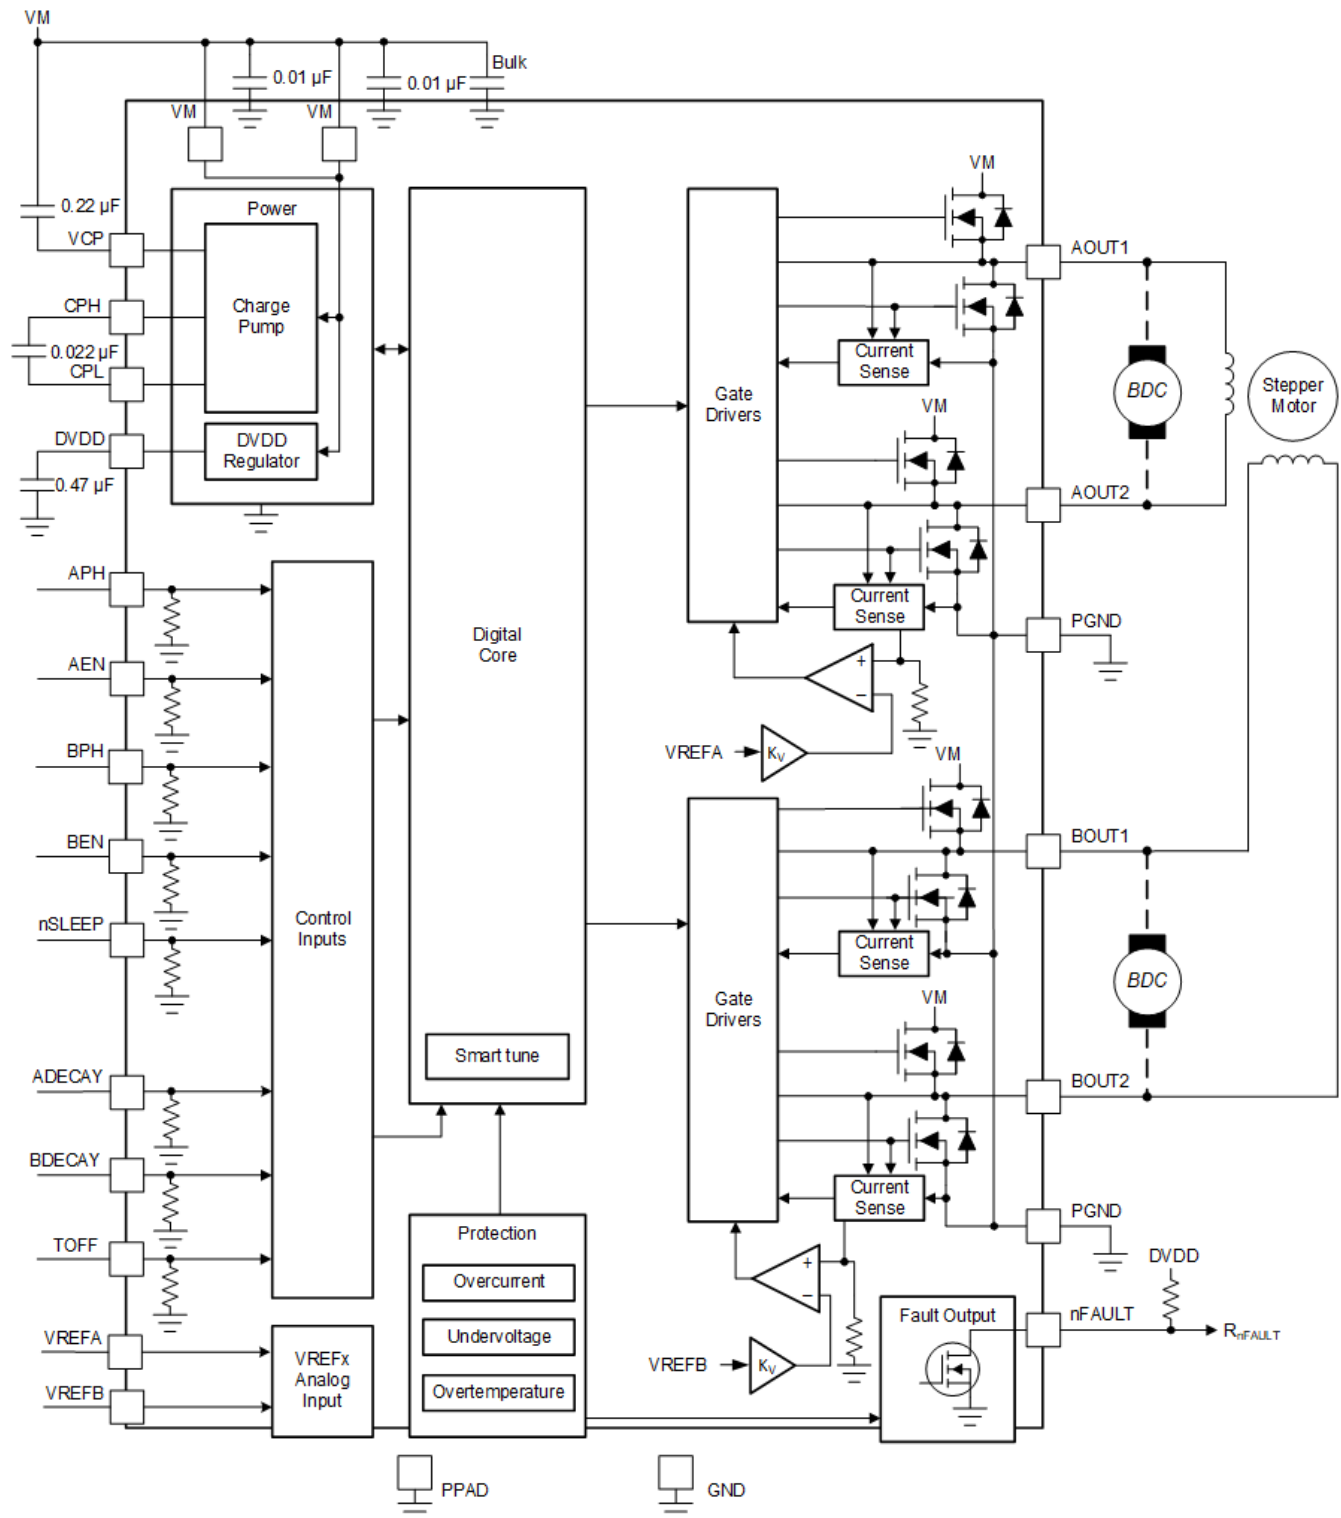 VM
Bulk
0.01 µF
0.01 µF
VM
VM
0.22 µF
Power
VCP
CPH
Charge
Pump
0.022 µF
CPL
DVDD
DVDD
Regulator
0.47 µF
APH
AEN
BPH
BEN
nSLEEP
ADECAY
BDECAY
TOFF
VREFA
VREFB
Control
Inputs
VREFx
Analog
Input
Digital
Core
Smart tune
Protection
Overcurrent
Undervoltage
Overtemperature
PPAD
GND
Gate
Drivers
VM
Current
Sense
VM
Current
Sense
+
−
VREFA
KV
AOUT1
BDC
Stepper
Motor
AOUT2
PGND
Gate
Drivers
VM
Current
Sense
VM
Current
Sense
+
−
VREFB
KV
BOUT1
BDC
BOUT2
PGND
DVDD
Fault Output
nFAULT
RnFAULT